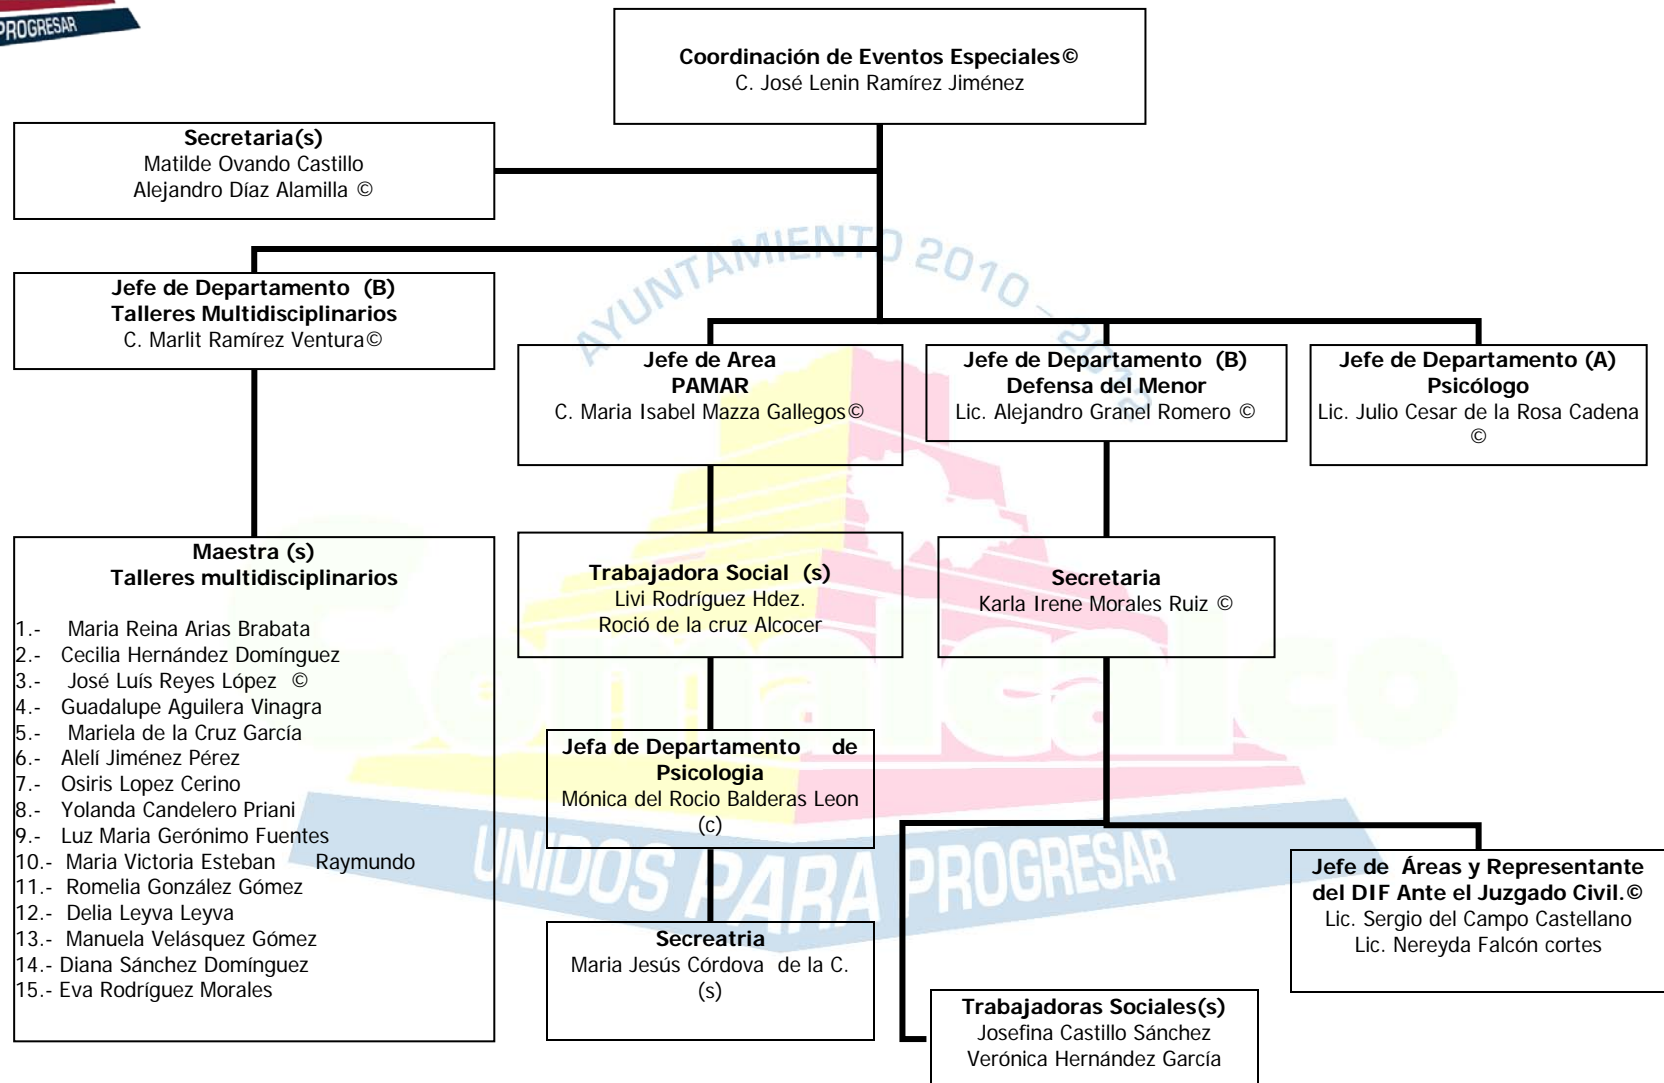 PROGRESAR
Coordinación de Eventos Especiales©
C. José Lenin Ramírez Jiménez
Secretaria(s)
Matilde Ovando Castillo
Alejandro Díaz Alamilla ©
AYUNTAMIENTO 2010 - 2012
Jefe de Departamento (B)
Talleres Multidisciplinarios
C. Marlit Ramírez Ventura©
Jefe de Area
PAMAR
C. Maria Isabel Mazza Gallegos©
Jefe de Departamento (B)
Defensa del Menor
Lic. Alejandro Granel Romero ©
Jefe de Departamento (A)
Psicólogo
Lic. Julio Cesar de la Rosa Cadena
©
Maestra (s)
Talleres multidisciplinarios
1.- Maria Reina Arias Brabata
2.- Cecilia Hernández Domínguez
3.- José Luís Reyes López ©
4.- Guadalupe Aguilera Vinagra
5.- Mariela de la Cruz García
6.- Alelí Jiménez Pérez
7.- Osiris Lopez Cerino
8.- Yolanda Candelero Priani
9.- Luz Maria Gerónimo Fuentes
10.- Maria Victoria Esteban Raymundo
11.- Romelia González Gómez
12.- Delia Leyva Leyva
13.- Manuela Velásquez Gómez
14.- Diana Sánchez Domínguez
15.- Eva Rodríguez Morales
Trabajadora Social (s)
Livi Rodríguez Hdez.
Roció de la cruz Alcocer
Secretaria
Karla Irene Morales Ruiz ©
Comalcalco
Jefa de Departamento de
Psicologia
Mónica del Rocio Balderas Leon
(c)
UNIDOS PARA PROGRESAR
Secreatria
Maria Jesús Córdova de la C.
(s)
Jefe de Áreas y Representante
del DIF Ante el Juzgado Civil.©
Lic. Sergio del Campo Castellano
Lic. Nereyda Falcón cortes
Trabajadoras Sociales(s)
Josefina Castillo Sánchez
Verónica Hernández García